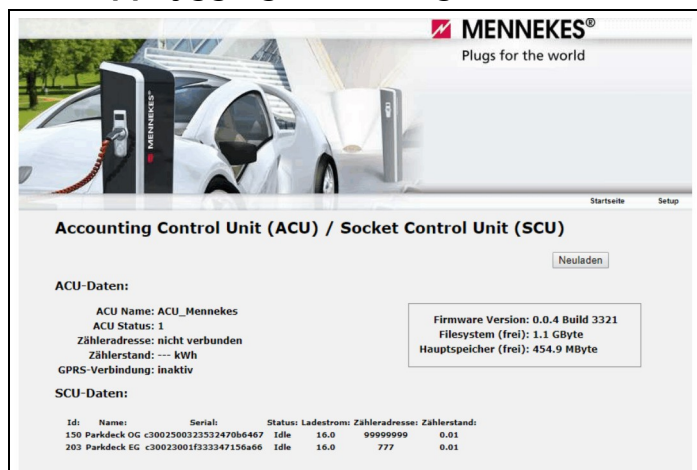 MENNEKES®
Plugs for the world
MENNEKES®
Startseite Setup
Accounting Control Unit (ACU) / Socket Control Unit (SCU)
Neuladen
ACU-Daten:
ACU Name: ACU_Mennekes
ACU Status: 1
Zähleradresse: nicht verbunden
Zählerstand: --- kWh
GPRS-Verbindung: inaktiv
Firmware Version: 0.0.4 Build 3321
Filesystem (frei): 1.1 GByte
Hauptspeicher (frei): 454.9 MByte
SCU-Daten:
Id: Name: Serial: Status: Ladestrom: Zähleradresse: Zählerstand:
150 Parkdeck OG c3002500323532470b6467 Idle 16.0 99999999 0.01
203 Parkdeck EG c30023001f333347156a66 Idle 16.0 777 0.01